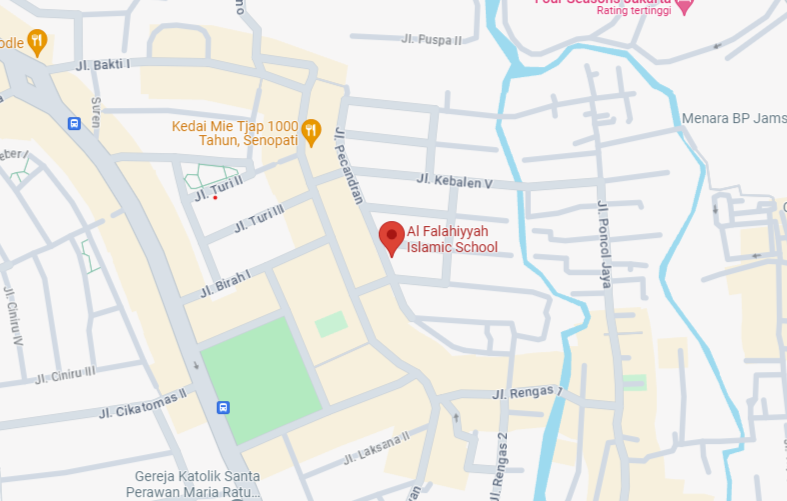 Four Seasons Jakarta
Rating tertinggi
Jl. Puspa II
Jl. Bakti I
Suren
Kedai Mie Tjap 1000
Tahun, Senopati
Menara BP Jams
Jl. Pecandran
Jl. Kebalen V
Jl. Turi II
Jl. Turi III
Al Falahiyyah
Islamic School
Jl. Poncol Jaya
Jl. Birah I
Jl. Ciniru IV
Jl. Ciniru III
Jl. Cikatomas II
Jl. Rengas 1
Jl. Laksana II
Jl. Rengas 2
Gereja Katolik Santa
Perawan Maria Ratu...